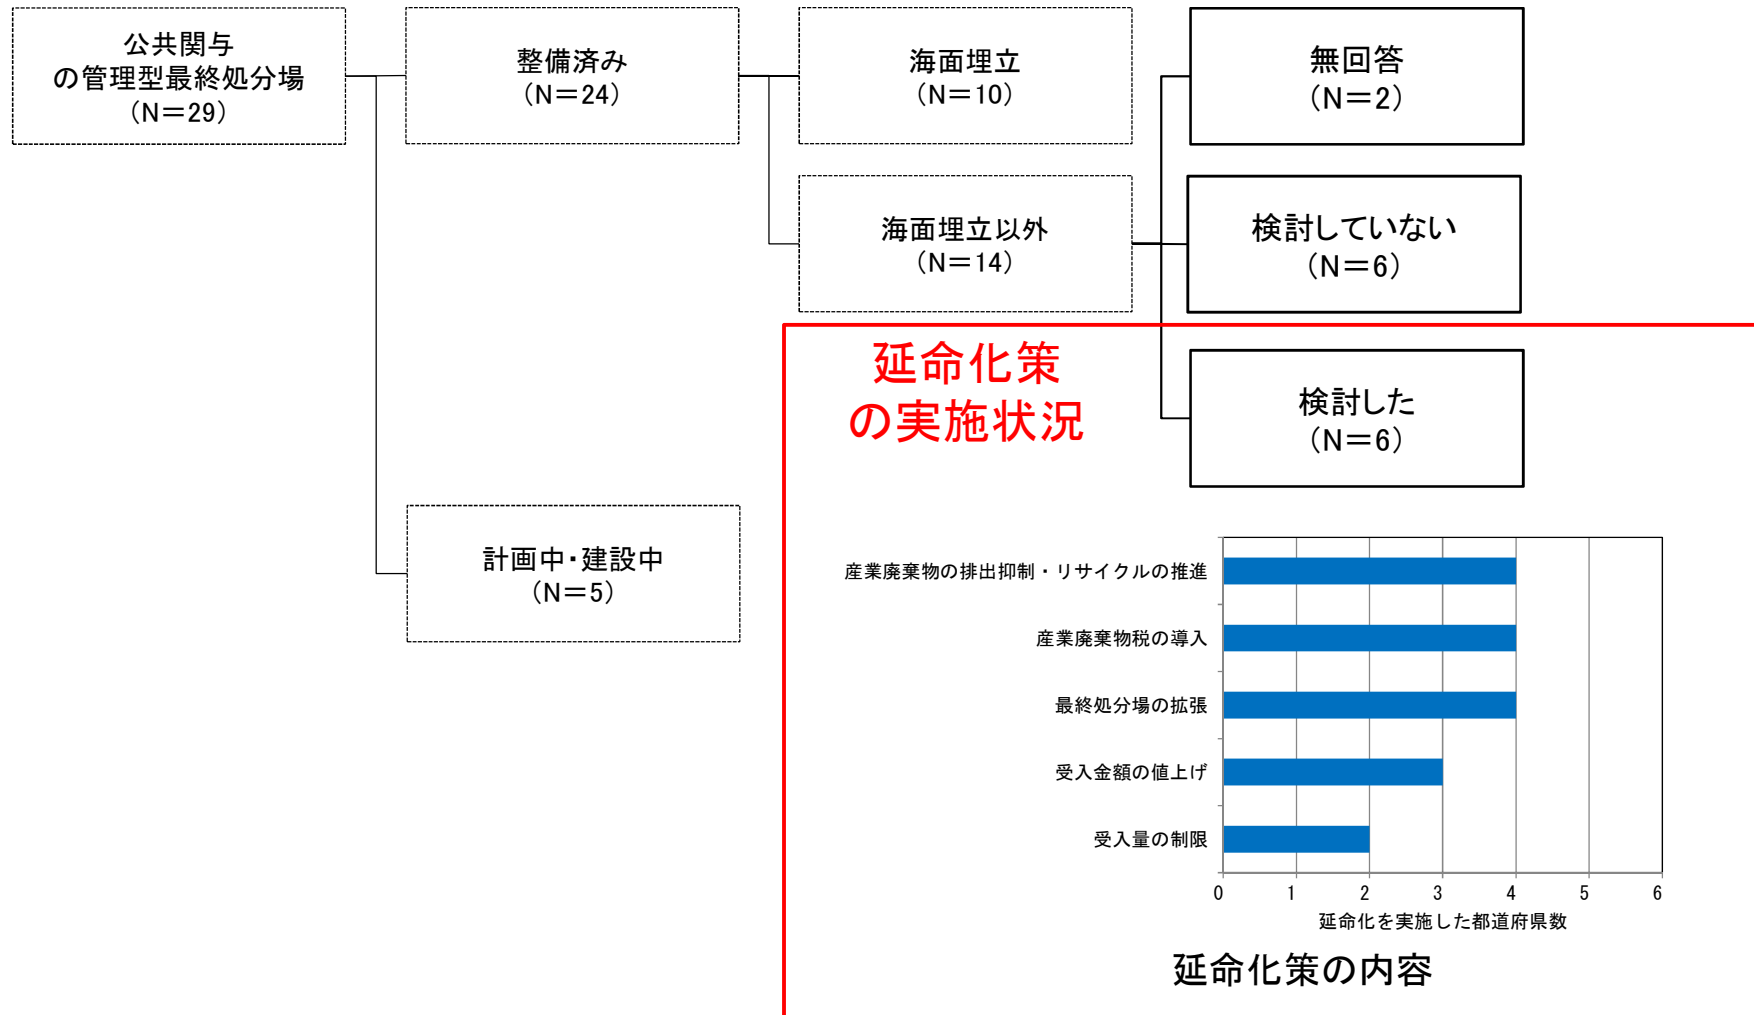 公共関与
の管理型最終処分場
（N＝29）
整備済み
（N＝24）
海面埋立
（N＝10）
無回答
（N＝2）
海面埋立以外
（N＝14）
検討していない
（N＝6）
延命化策
の実施状況
検討した
（N＝6）
計画中・建設中
（N＝5）
産業廃棄物の排出抑制・リサイクルの推進
産業廃棄物税の導入
最終処分場の拡張
受入金額の値上げ
受入量の制限
0 1 2 3 4 5 6
延命化を実施した都道府県数
延命化策の内容